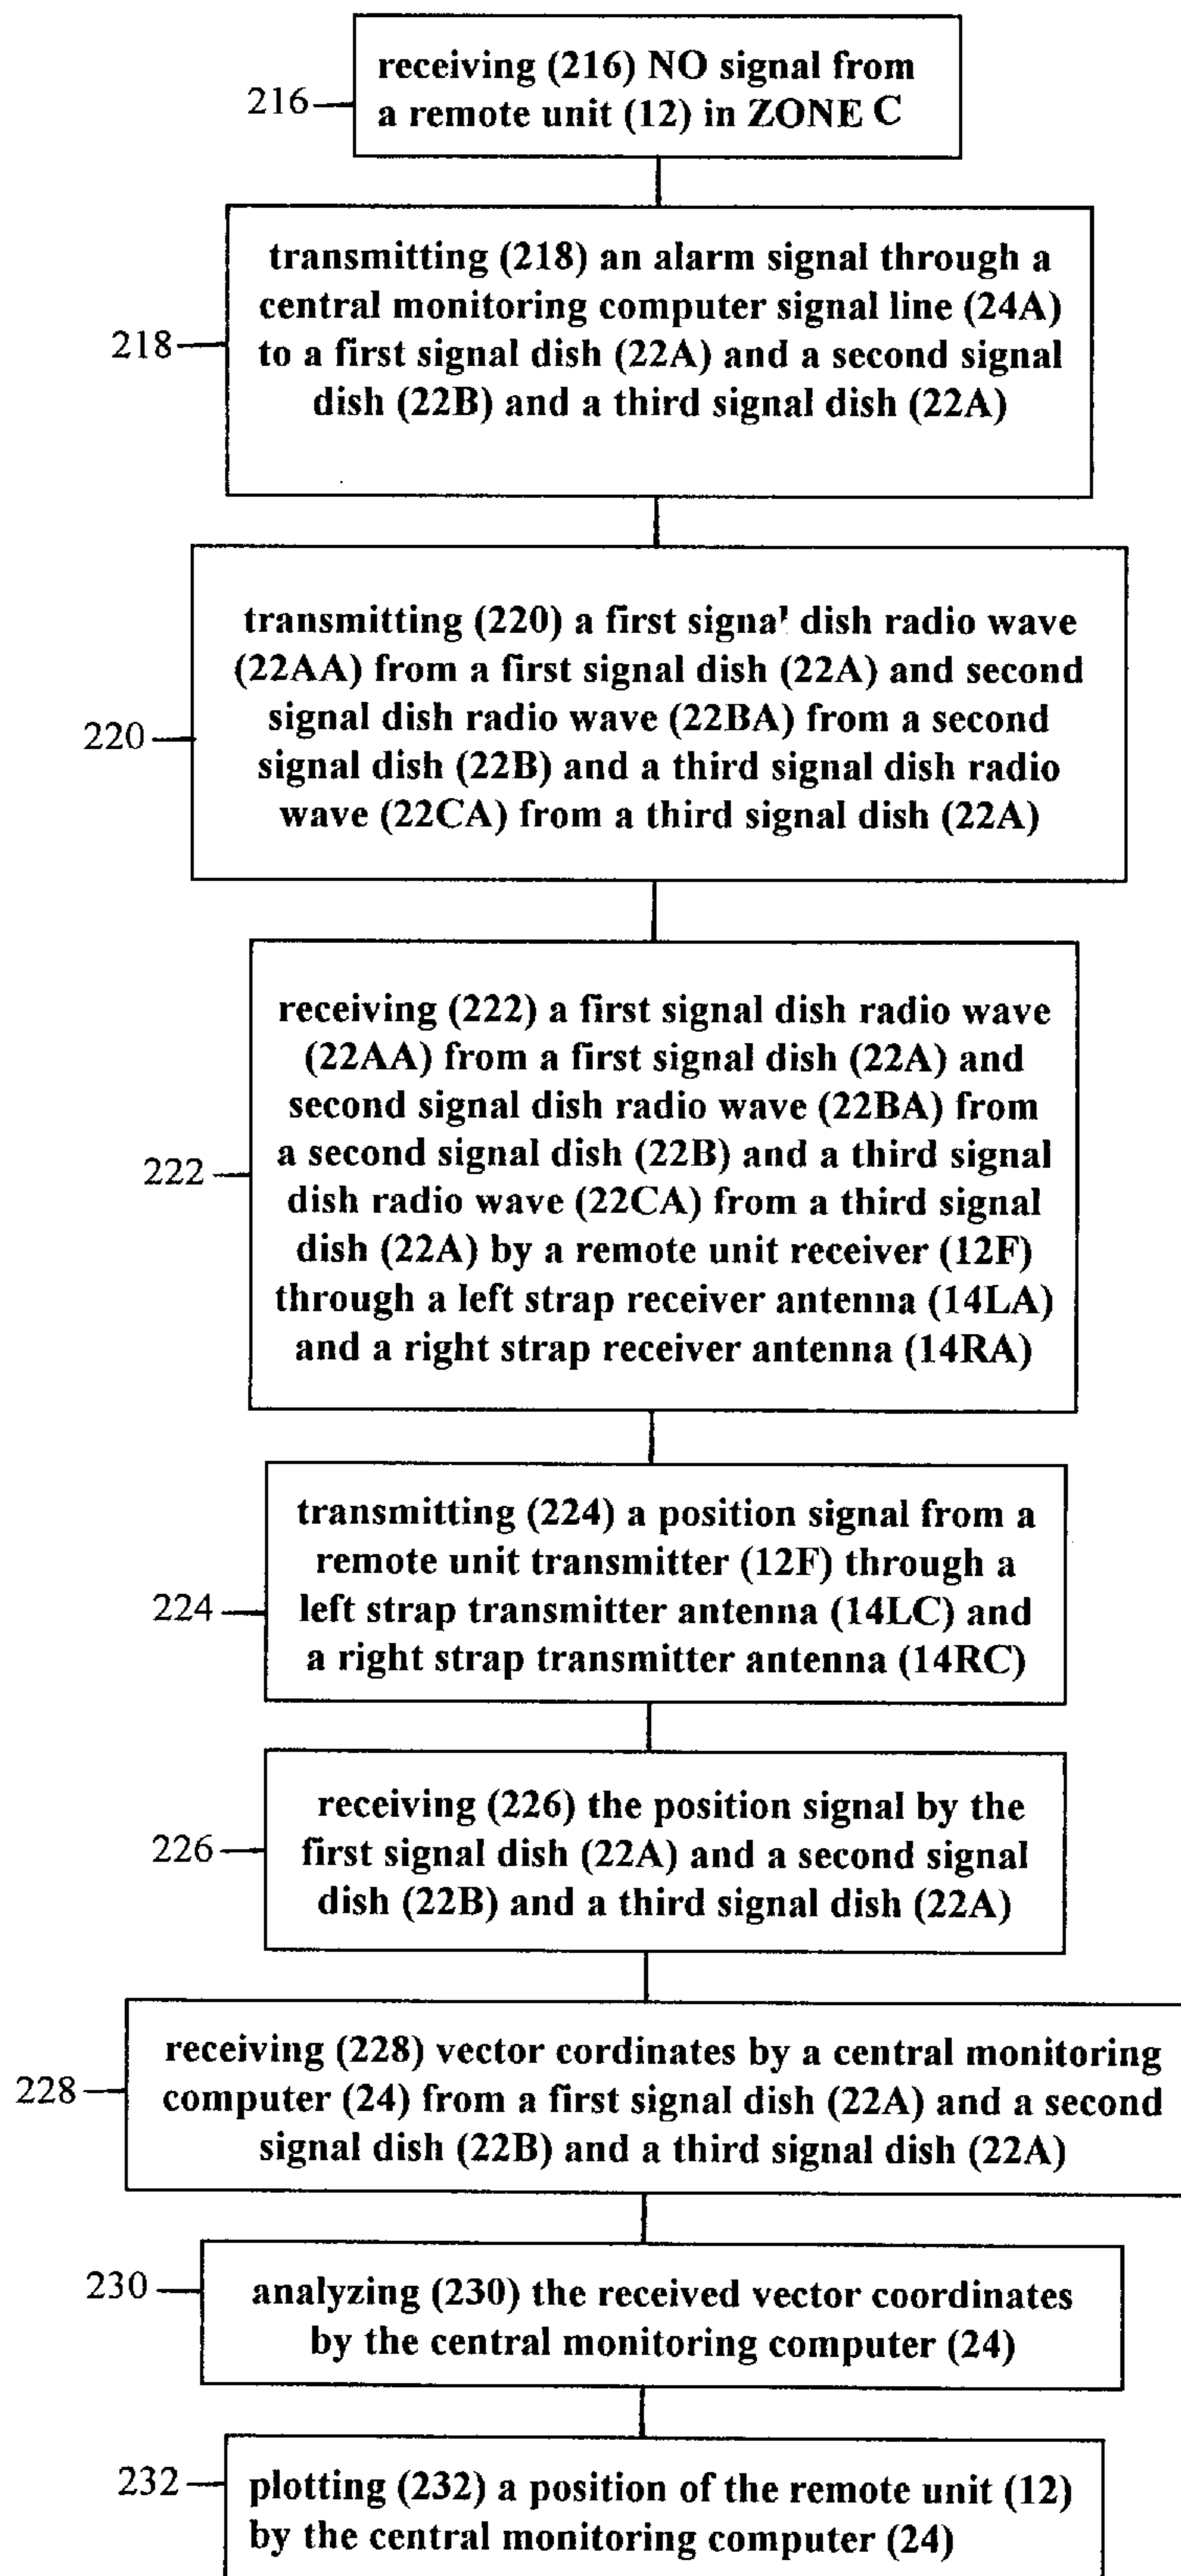 receiving (216) NO signal from
216
a remote unit (12) in ZONE C
transmitting (218) an alarm signal through a
central monitoring computer signal line (24A)
218
to a first signal dish (22A) and a second signal
dish (22B) and a third signal dish (22A)
transmitting (220) a first signal dish radio wave
(22AA) from a first signal dish (22A) and second
signal dish radio wave (22BA) from a second
220
signal dish (22B) and a third signal dish radio
wave (22CA) from a third signal dish (22A)
receiving (222) a first signal dish radio wave
(22AA) from a first signal dish (22A) and
second signal dish radio wave (22BA) from
a second signal dish (22B) and a third signal
222
dish radio wave (22CA) from a third signal
dish (22A) by a remote unit receiver (12F)
through a left strap receiver antenna (14LA)
and a right strap receiver antenna (14RA)
transmitting (224) a position signal from a
remote unit transmitter (12F) through a
224
left strap transmitter antenna (14LC) and
a right strap transmitter antenna (14RC)
receiving (226) the position signal by the
226
first signal dish (22A) and a second signal
dish (22B) and a third signal dish (22A)
receiving (228) vector cordinates by a central monitoring
228
computer (24) from a first signal dish (22A) and a second
signal dish (22B) and a third signal dish (22A)
230
analyzing (230) the received vector coordinates
by the central monitoring computer (24)
232
plotting (232) a position of the remote unit (12)
by the central monitoring computer (24)